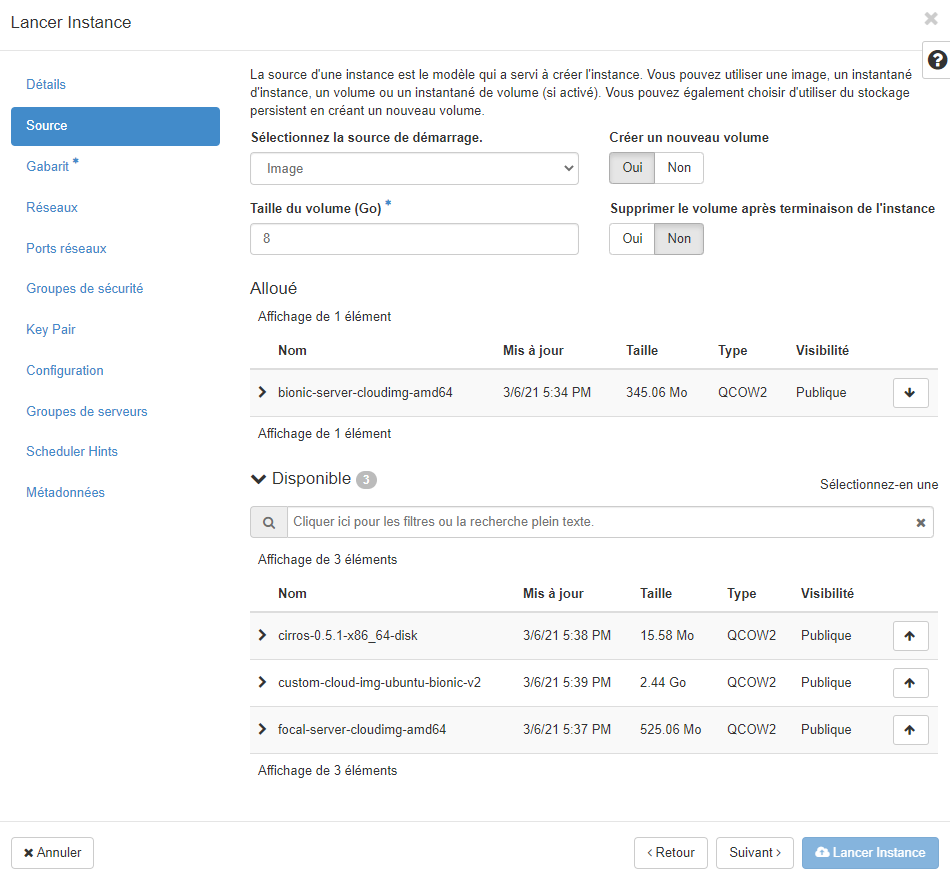 Lancer Instance
Détails
Source
Gabarit *
Réseaux
Ports réseaux
Groupes de sécurité
Key Pair
Configuration
Groupes de serveurs
Scheduler Hints
Métadonnées
La source d'une instance est le modèle qui a servi à créer l'instance. Vous pouvez utiliser une image, un instantané
d'instance, un volume ou un instantané de volume (si activé). Vous pouvez également choisir d'utiliser du stockage
persistent en créant un nouveau volume.
Sélectionnez la source de démarrage.
Image
Créer un nouveau volume
Oui Non
Taille du volume (Go) *
8
Supprimer le volume après terminaison de l'instance
Oui Non
Alloué
Affichage de 1 élément
Nom Mis à jour Taille Type Visibilité
bionic-server-cloudimg-amd64 3/6/21 5:34 PM 345.06 Mo QCOW2 Publique
Affichage de 1 élément
Disponible 3
Sélectionnez-en une
Cliquer ici pour les filtres ou la recherche plein texte.
Affichage de 3 éléments
Nom Mis à jour Taille Type Visibilité
cirros-0.5.1-x86_64-disk 3/6/21 5:38 PM 15.58 Mo QCOW2 Publique
custom-cloud-img-ubuntu-bionic-v2 3/6/21 5:39 PM 2.44 Go QCOW2 Publique
focal-server-cloudimg-amd64 3/6/21 5:37 PM 525.06 Mo QCOW2 Publique
Affichage de 3 éléments
× Annuler
‹ Retour
Suivant ›
Lancer Instance